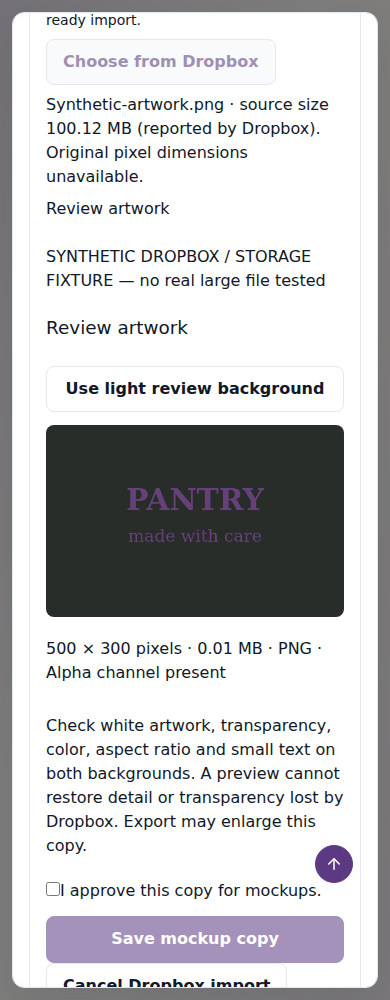 ready import.
Choose from Dropbox
Synthetic-artwork.png · source size
100.12 MB (reported by Dropbox).
Original pixel dimensions
unavailable.
Review artwork
SYNTHETIC DROPBOX / STORAGE
FIXTURE — no real large file tested
Review artwork
Use light review background
PANTRY
made with care
500 × 300 pixels · 0.01 MB · PNG ·
Alpha channel present
Check white artwork, transparency,
color, aspect ratio and small text on
both backgrounds. A preview cannot
restore detail or transparency lost by
Dropbox. Export may enlarge this
copy.
I approve this copy for mockups.
Save mockup copy
Cancel Dropbox import